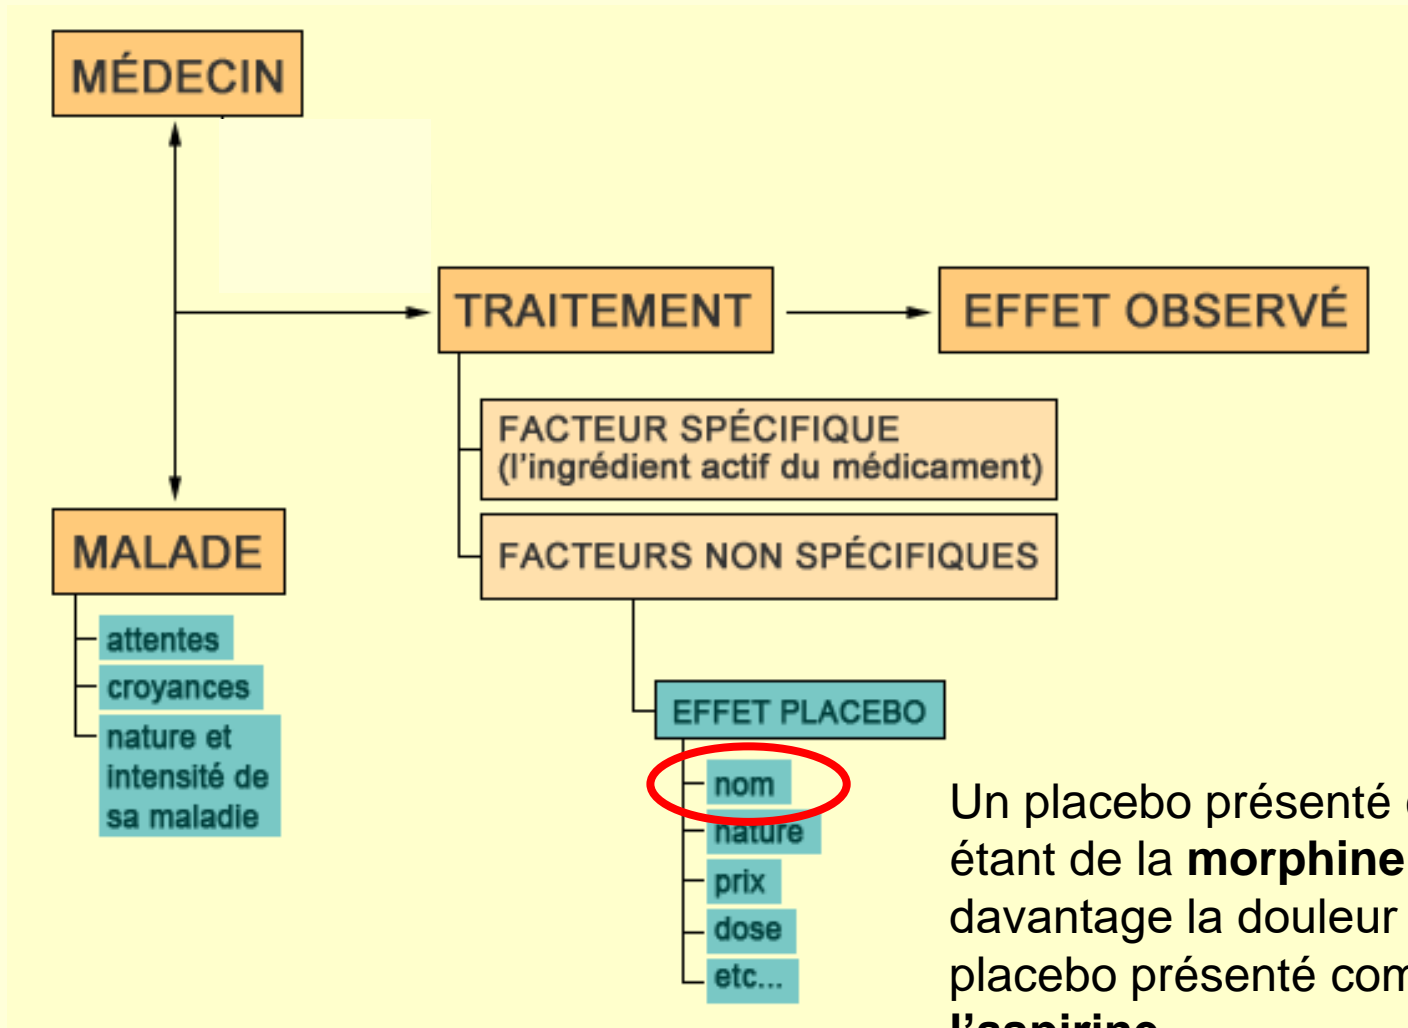 MÉDECIN
TRAITEMENT
EFFET OBSERVÉ
FACTEUR SPÉCIFIQUE
(l'ingrédient actif du médicament)
FACTEURS NON SPÉCIFIQUES
MALADE
attentes
croyances
nature et
intensité de
sa maladie
EFFET PLACEBO
nom
nature
prix
dose
etc...
Un placebo présenté
étant de la morphine
davantage la douleur
placebo présenté
l'aspirine